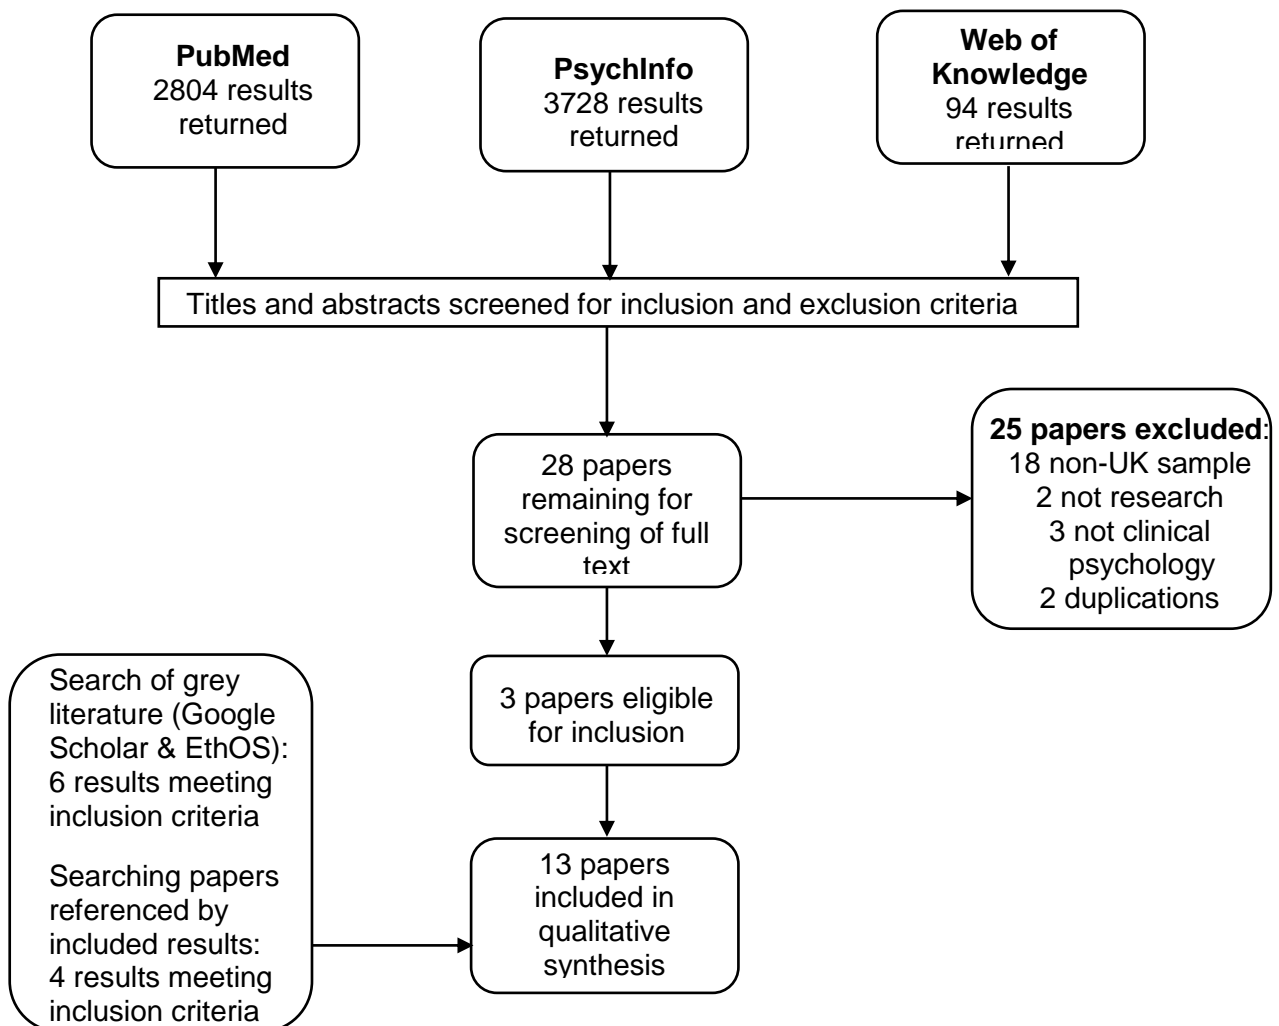 PubMed
2804 results
returned
PsychInfo
3728 results
returned
Web of
Knowledge
94 results
returned
Titles and abstracts screened for inclusion and exclusion criteria
28 papers
remaining for
screening of full
text
25 papers excluded:
18 non-UK sample
2 not research
3 not clinical
psychology
2 duplications
3 papers eligible
for inclusion
Search of grey
literature (Google
Scholar & EthOS):
6 results meeting
inclusion criteria
Searching papers
referenced by
included results:
4 results meeting
inclusion criteria
13 papers
included in
qualitative
synthesis